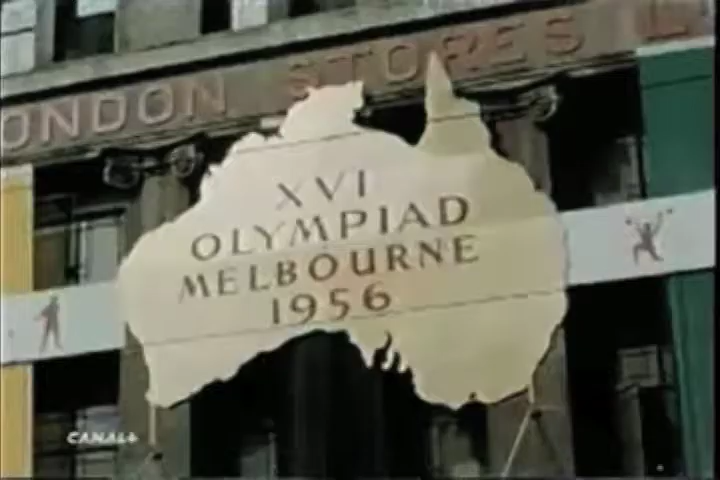 ONDON STORES L
XVI
OLYMPIAD
MELBOURNE
1956
CANAL+